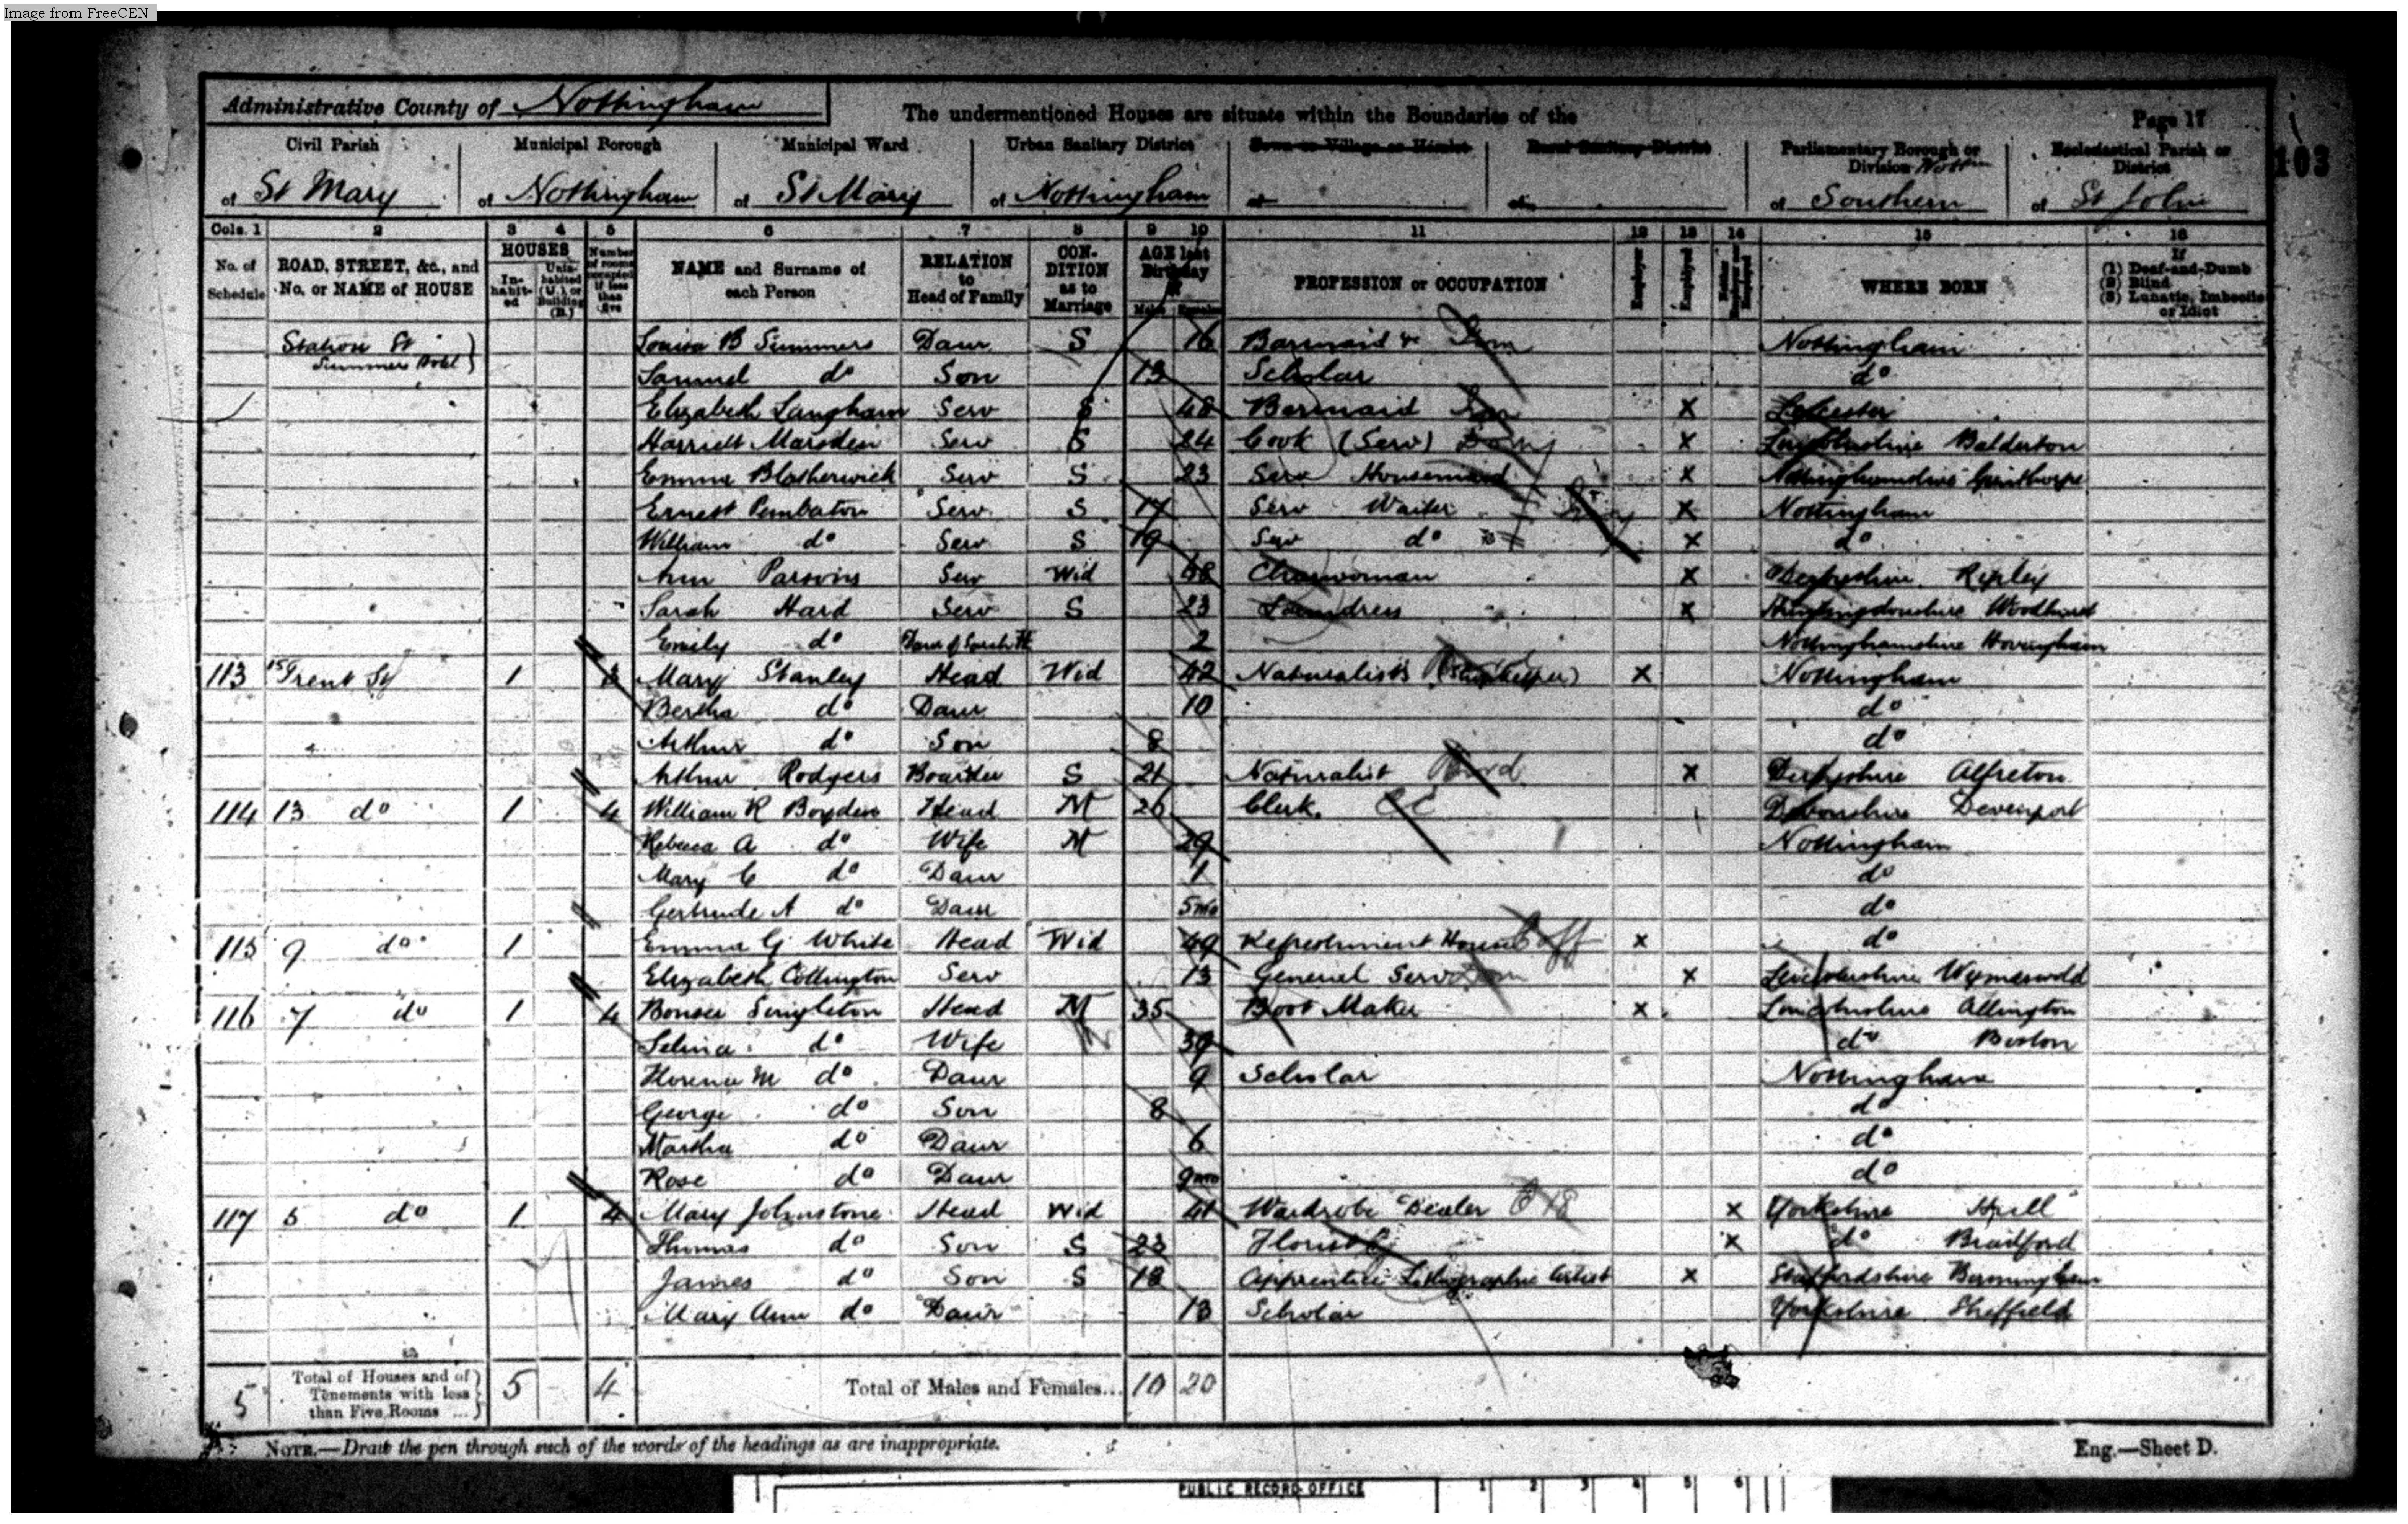 Image from FreeCEN
Administrative County of Nottingham
The undermentioned Houses are situate within the Boundaries of the
Page 17
103
Civil Parish Municipal Borough Municipal Ward Urban Sanitary District Town or Village or Hamlet Rural Sanitary District Parliamentary Borough or Division Ecclesiastical Parish or District
of St Mary of Nottingham of St Mary of Nottingham of of of Southern of St John
Cols. 1 2 3 4 5 6 7 8 9 10 11 12 13 14 15 16
No. of Schedule ROAD, STREET, &c., and No. or NAME of HOUSE HOUSES In-habit-ed Unin-habited (U.) or Building (B.) Number of rooms occupied if less than five NAME and Surname of each Person RELATION to Head of Family CON-DITION as to Marriage AGE last Birthday of Males Females PROFESSION or OCCUPATION Employer Employed Neither Employer nor Employed WHERE BORN If (1) Deaf-and-Dumb (2) Blind (3) Lunatic, Imbecile or Idiot
Station St Summers Hotel Louisa B Summers Daur S 16 Barmaid & Dom Nottingham
Samuel do Son 13 Scholar do
Elizabeth Langham Serv S 48 Barmaid X Leicester
Harriett Marsden Serv S 24 Cook (Serv) Dom X Lincolnshire Balderton
Emma Blatherwick Serv S 23 Serv Housemaid X Nottinghamshire Gunthorpe
Ernest Pembaton Serv S 17 Serv Waiter X Nottingham
William do Serv S 19 Serv do X do
Ann Parsons Serv Wid 48 Charwoman X Derbyshire Ripley
Sarah Hard Serv S 23 Laundress X Huntingdonshire Woodhurst
Emily do Daur of Sarah H 2 Nottinghamshire Hoveringham
113 15 Trent St 1 3 Mary Stanley Head Wid 42 Naturalists (Shopkeeper) X Nottingham
Bertha do Daur 10 do
Arthur do Son 8 do
Arthur Rodgers Boarder S 21 Naturalist X Derbyshire Alfreton
114 13 do 1 4 William R Boyden Head M 26 Clerk CC Devonshire Devenport
Rebecca A do Wife M 29 Nottingham
Mary C do Daur 1 do
Gertrude A do Daur 5mo do
115 9 do 1 Emma G White Head Wid 49 Refreshment House Coff X do
Elizabeth Collington Serv 13 General Serv Dom X Leicestershire Wymeswold
116 7 do 1 4 Bonser Singleton Head M 35 Boot Maker X Lincolnshire Allington
Selina do Wife 39 do Boston
Florence M do Daur 9 Scholar Nottingham
George do Son 8 do
Martha do Daur 6 do
Rose do Daur 9mo do
117 5 do 1 4 Mary Johnstone Head Wid 41 Wardrobe Dealer X Yorkshire Hull
Thomas do Son S 23 Florist X do Bradford
James do Son S 18 Apprentice Lithographic Artist X Staffordshire Birmingham
Mary Ann do Daur 13 Scholar Yorkshire Sheffield
5 Total of Houses and of Tenements with less than Five Rooms ... 5 4 Total of Males and Females... 10 20
NOTE.—Draw the pen through such of the words of the headings as are inappropriate.
Eng.—Sheet D.
PUBLIC RECORD OFFICE 1 2 3 4 5 6